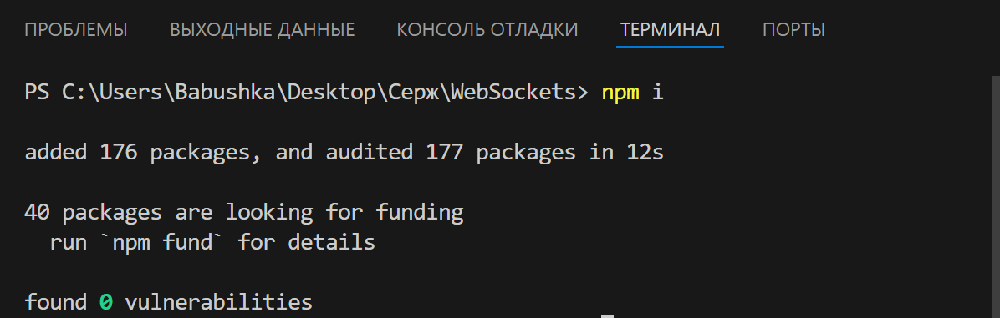 ПРОБЛЕМЫ ВЫХОДНЫЕ ДАННЫЕ КОНСОЛЬ ОТЛАДКИ ТЕРМИНАЛ ПОРТЫ
PS C:\Users\Babushka\Desktop\Серж\WebSockets> npm i
added 176 packages, and audited 177 packages in 12s
40 packages are looking for funding
  run `npm fund` for details
found 0 vulnerabilities